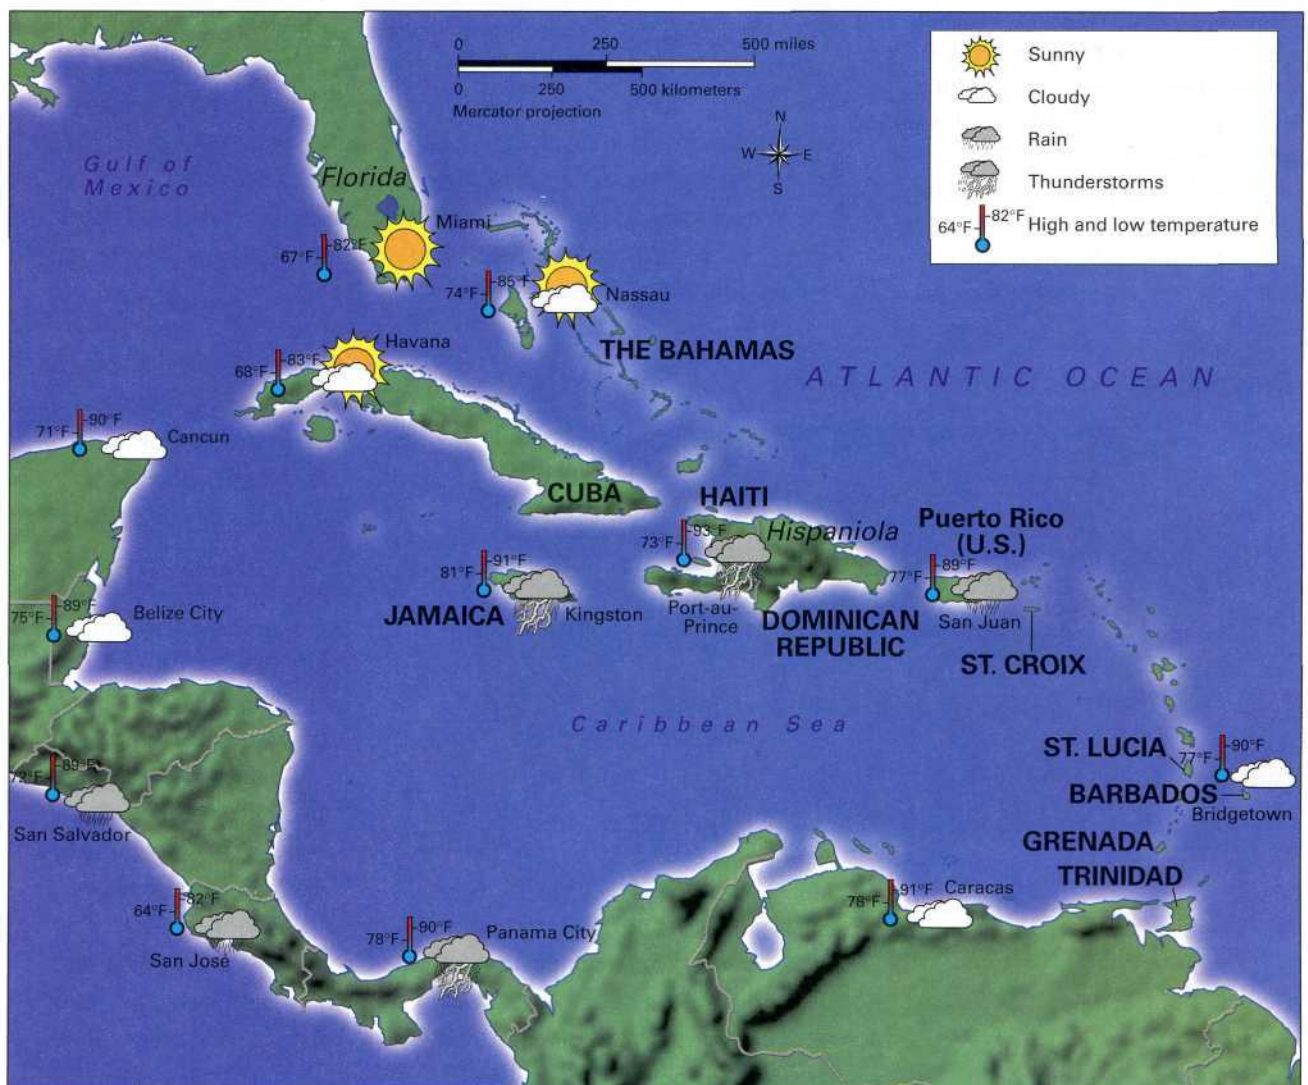 0 250 500 miles
0 250 500 kilometers
Mercator projection
N
W E
S
Sunny
Cloudy
Rain
Thunderstorms
64°F 82°F High and low temperature
Gulf of
Mexico
Florida
Miami
67°F 82°F
74°F 85°F
Nassau
THE BAHAMAS
Havana
68°F 83°F
ATLANTIC OCEAN
71°F 90°F
Cancun
CUBA
HAITI
73°F 93°F
Hispaniola
Puerto Rico
(U.S.)
81°F 91°F
77°F 89°F
JAMAICA
Kingston
Port-au-
Prince
DOMINICAN
REPUBLIC
San Juan
ST. CROIX
75°F 89°F
Belize City
Caribbean Sea
ST. LUCIA
77°F 90°F
BARBADOS
Bridgetown
72°F 89°F
San Salvador
GRENADA
TRINIDAD
64°F 82°F
San José
78°F 90°F
Panama City
78°F 91°F
Caracas